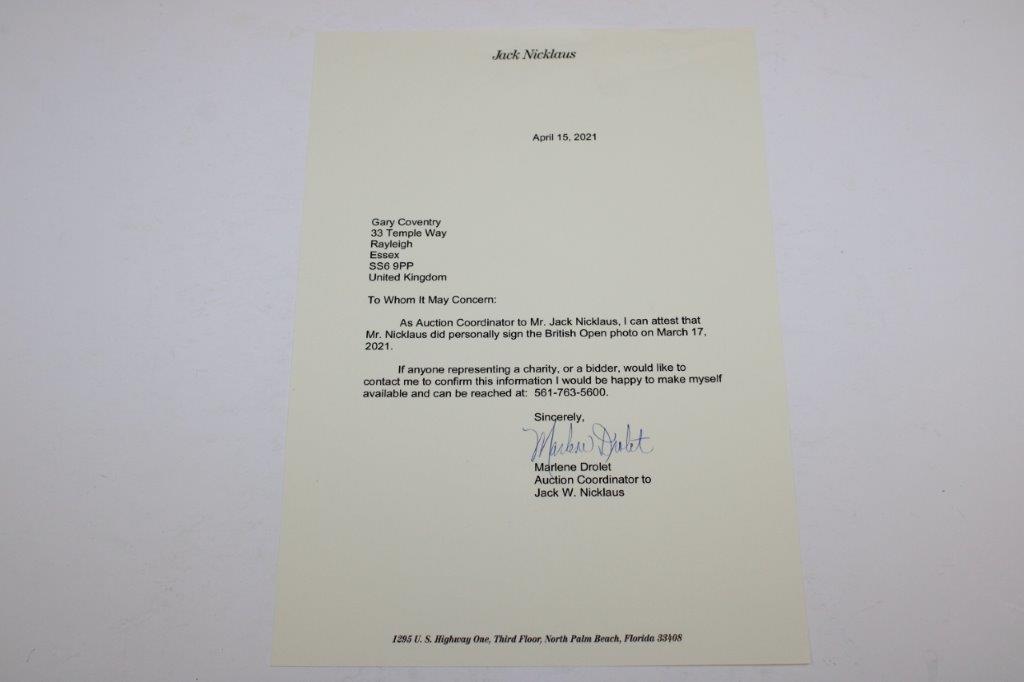 Jack Nicklaus
April 15, 2021
Gary Coventry
33 Temple Way
Rayleigh
Essex
SS6 9PP
United Kingdom
To Whom It May Concern:
As Auction Coordinator to Mr. Jack Nicklaus, I can attest that
Mr. Nicklaus did personally sign the British Open photo on March 17,
2021.
If anyone representing a charity, or a bidder, would like to
contact me to confirm this information I would be happy to make myself
available and can be reached at: 561-763-5600.
Sincerely,
Marlene Drolet
Marlene Drolet
Auction Coordinator to
Jack W. Nicklaus
1295 U. S. Highway One, Third Floor, North Palm Beach, Florida 33408